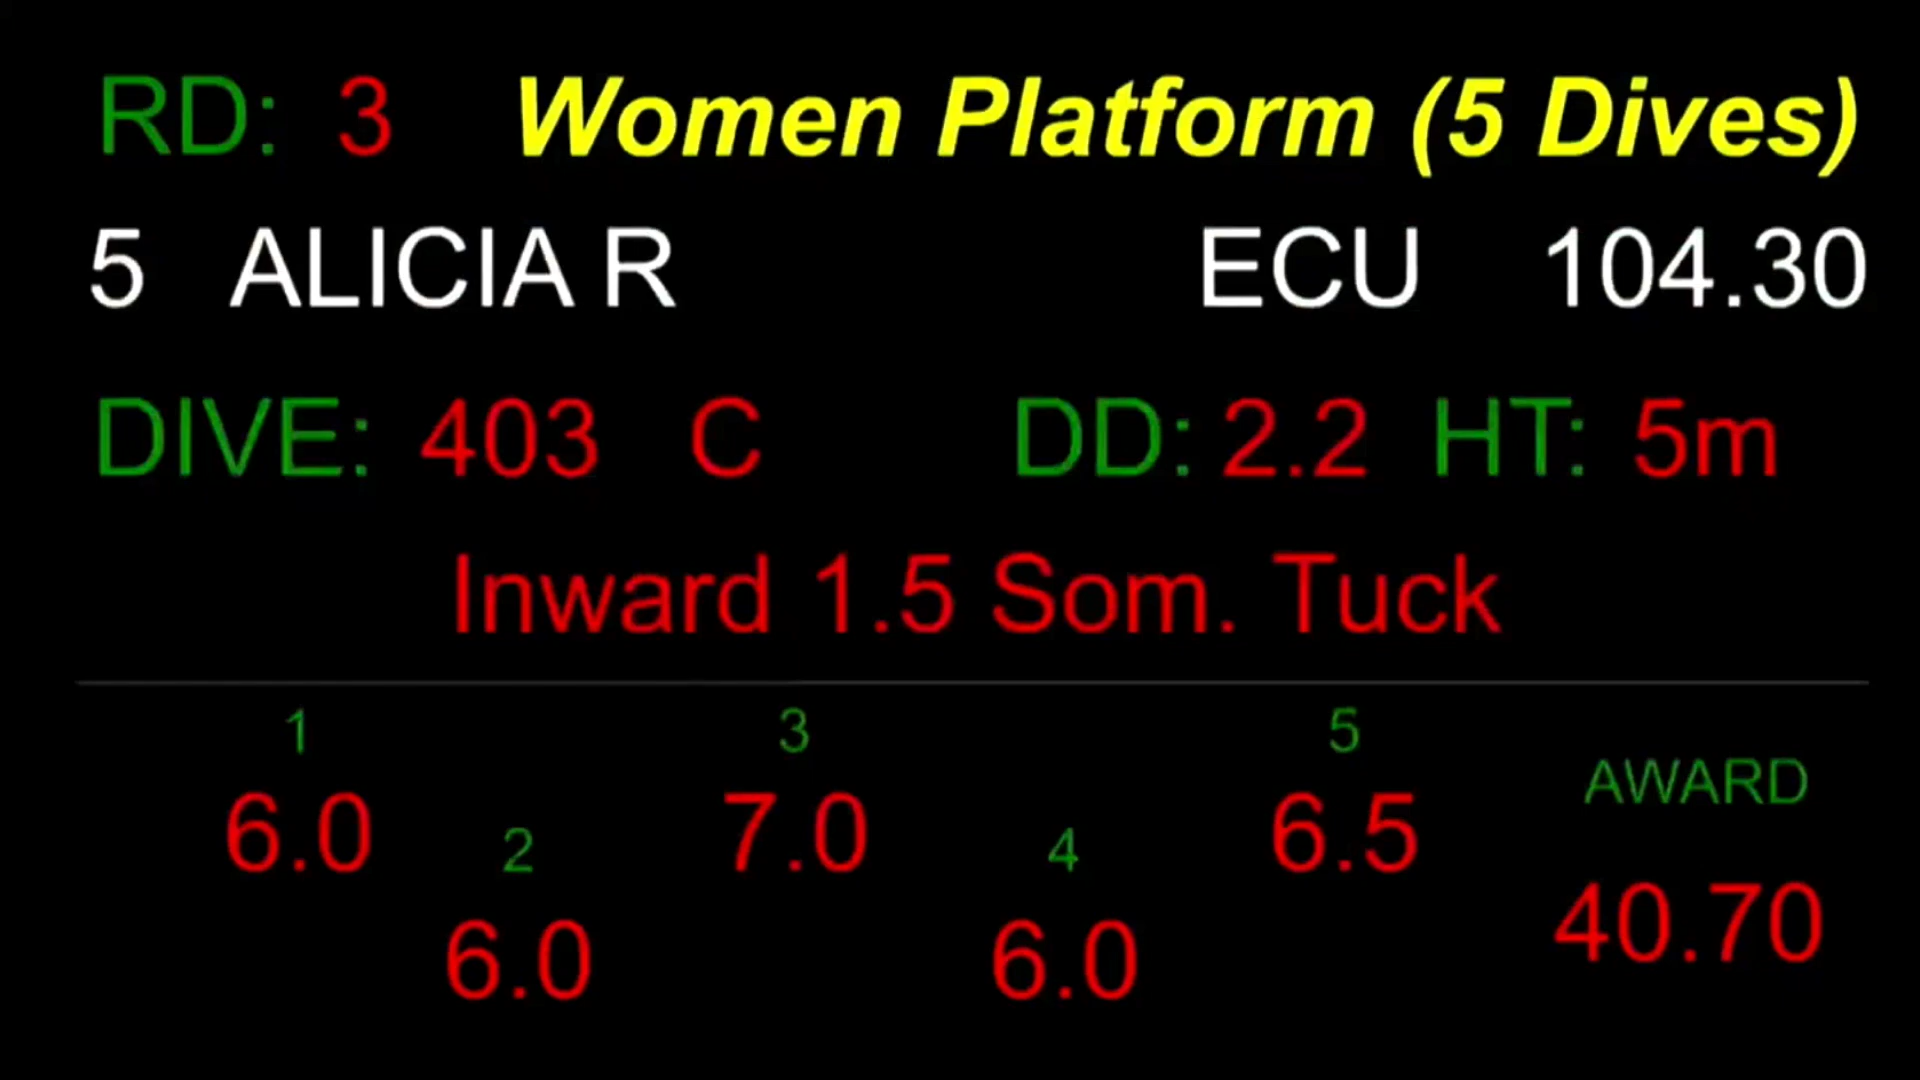 RD: 3 Women Platform (5 Dives)
5 ALICIA R ECU 104.30
DIVE: 403 C DD: 2.2 HT: 5m
Inward 1.5 Som. Tuck
1 3 5
AWARD
6.0 2 7.0 4 6.5
6.0 6.0 40.70